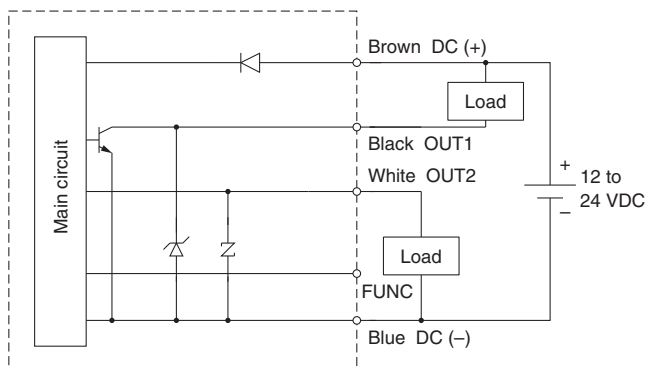 Brown DC (+)
Load
Black OUT1
White OUT2
Main circuit
+
12 to
24 VDC
–
Load
FUNC
Blue DC (–)